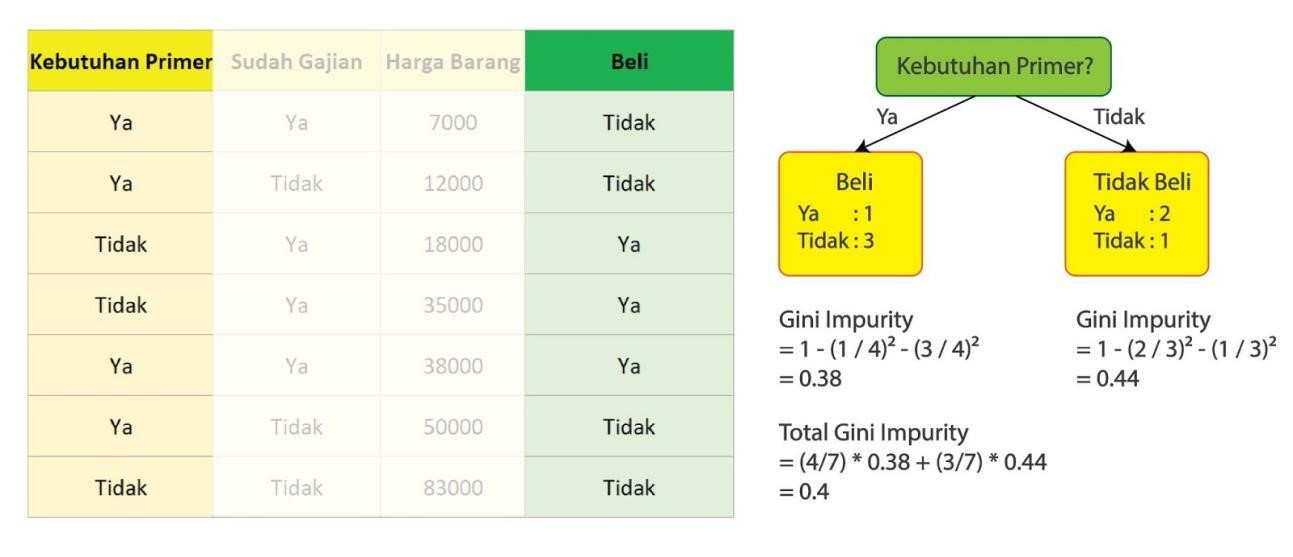 Kebutuhan Primer Sudah Gajian Harga Barang Beli
Ya Ya 7000 Tidak
Ya Tidak 12000 Tidak
Tidak Ya 18000 Ya
Tidak Ya 35000 Ya
Ya Ya 38000 Ya
Ya Tidak 50000 Tidak
Tidak Tidak 83000 Tidak
Kebutuhan Primer?
Ya
Tidak
Beli
Ya : 1
Tidak : 3
Tidak Beli
Ya : 2
Tidak : 1
Gini Impurity
= 1 - (1 / 4)² - (3 / 4)²
= 0.38
Gini Impurity
= 1 - (2 / 3)² - (1 / 3)²
= 0.44
Total Gini Impurity
= (4/7) * 0.38 + (3/7) * 0.44
= 0.4